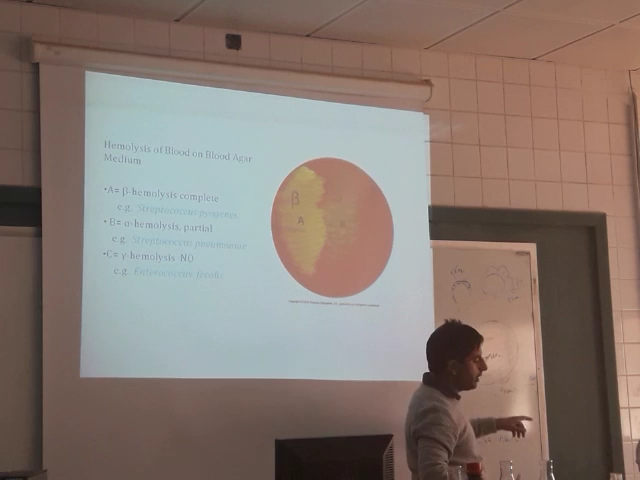 Hemolysis of Blood on Blood Agar
Medium
•A= β-hemolysis complete
e.g. Streptococcus pyogenes
• B= α-hemolysis, partial
e.g. Streptococcus pneumoniae
•C= γ-hemolysis NO
e.g. Enterococcus fecalis
β
A